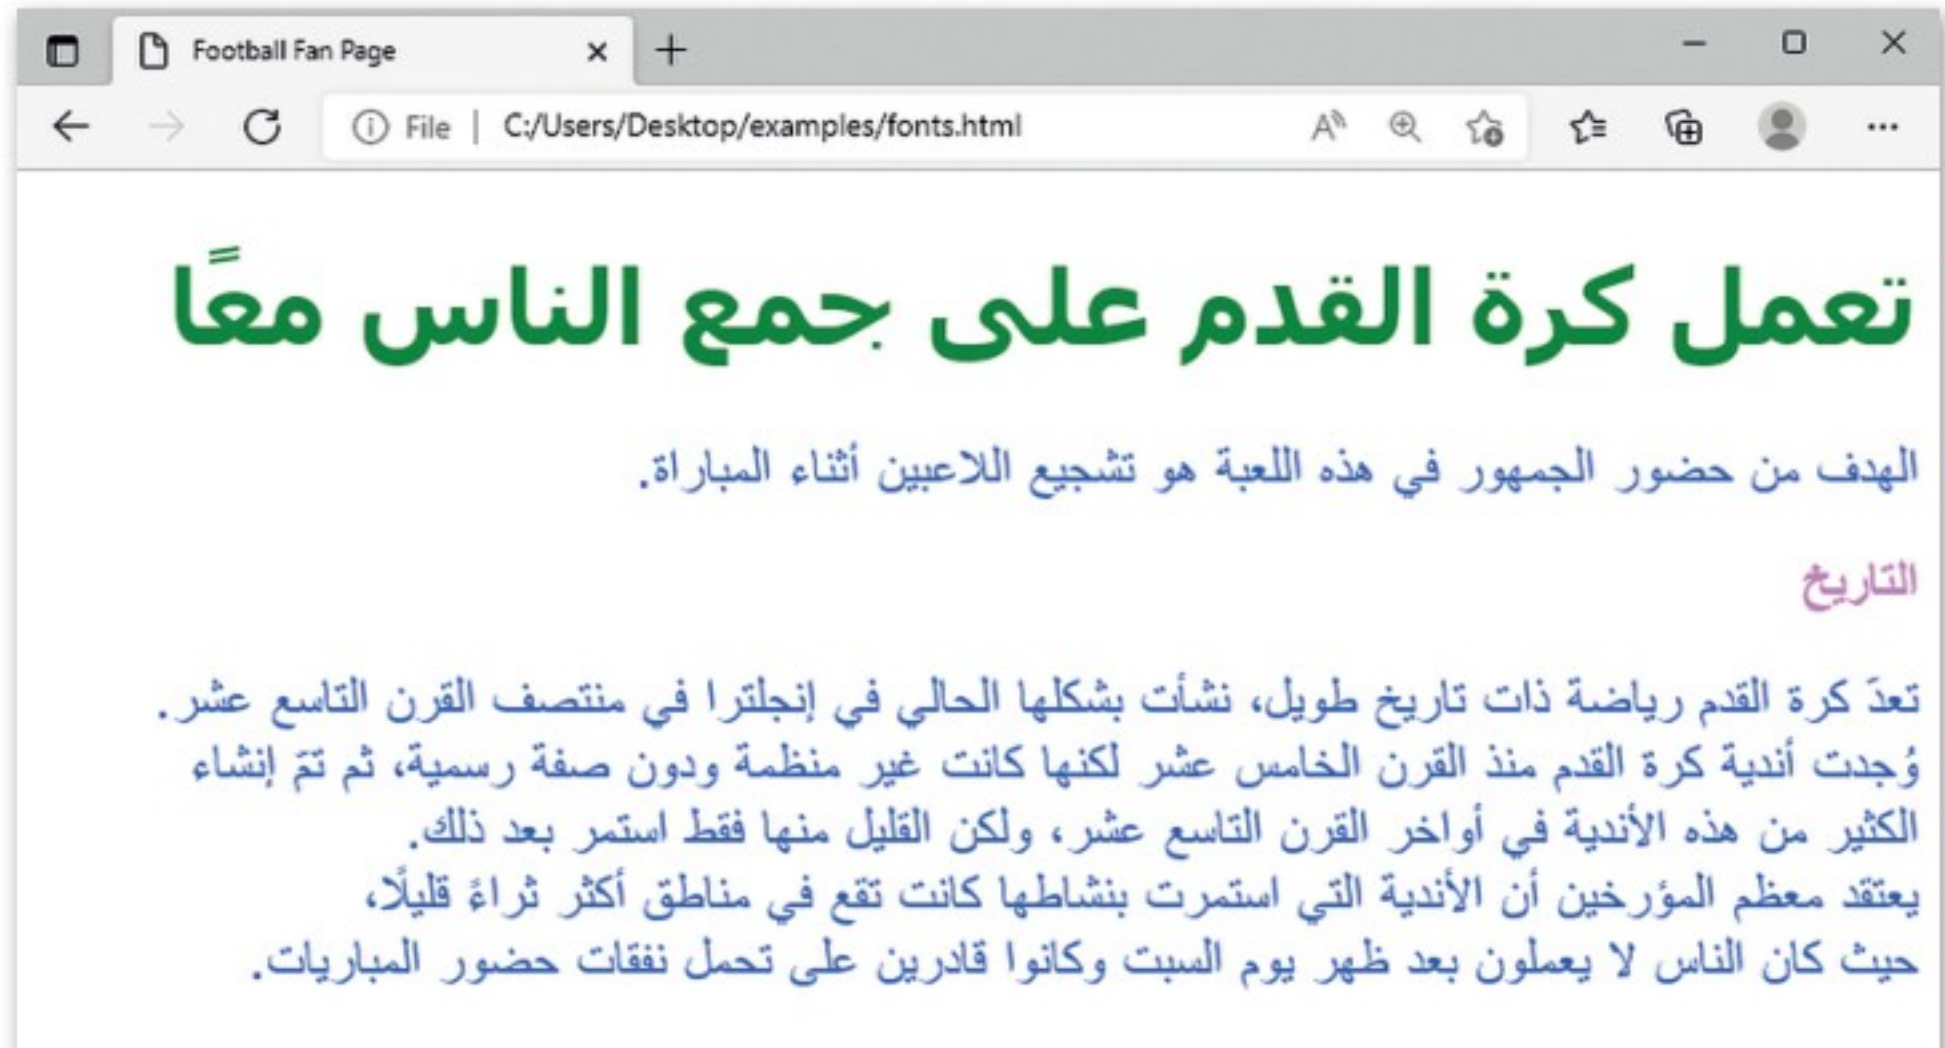 Football Fan Page
File | C:/Users/Desktop/examples/fonts.html
تعمل كرة القدم على جمع الناس معًا
الهدف من حضور الجمهور في هذه اللعبة هو تشجيع اللاعبين أثناء المباراة.
التاريخ
تعدّ كرة القدم رياضة ذات تاريخ طويل، نشأت بشكلها الحالي في إنجلترا في منتصف القرن التاسع عشر.
وُجدت أندية كرة القدم منذ القرن الخامس عشر لكنها كانت غير منظمة ودون صفة رسمية، ثم تمّ إنشاء
الكثير من هذه الأندية في أواخر القرن التاسع عشر، ولكن القليل منها فقط استمر بعد ذلك.
يعتقد معظم المؤرخين أن الأندية التي استمرت بنشاطها كانت تقع في مناطق أكثر ثراءً قليلًا،
حيث كان الناس لا يعملون بعد ظهر يوم السبت وكانوا قادرين على تحمل نفقات حضور المباريات.